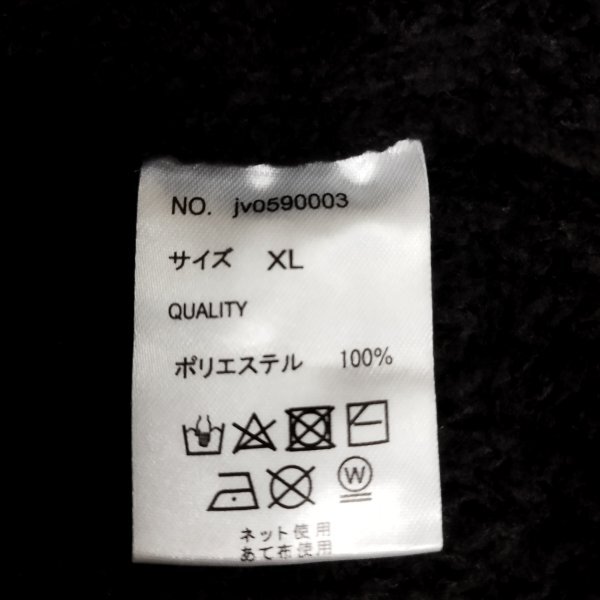 NO. jv0590003
サイズ XL
QUALITY
ポリエステル 100%
W
ネット使用
あて布使用